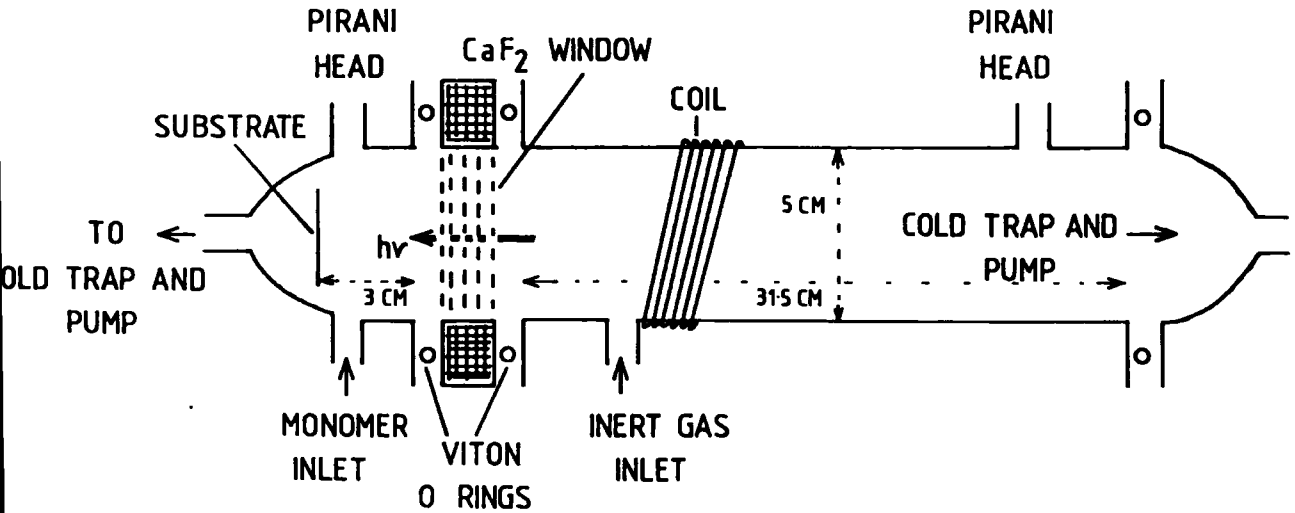 PIRANI
HEAD
CaF2 WINDOW
PIRANI
HEAD
COIL
SUBSTRATE
5 CM
TO
OLD TRAP AND
PUMP
hν
3 CM
31·5 CM
COLD TRAP AND
PUMP
MONOMER
INLET
VITON
O RINGS
INERT GAS
INLET